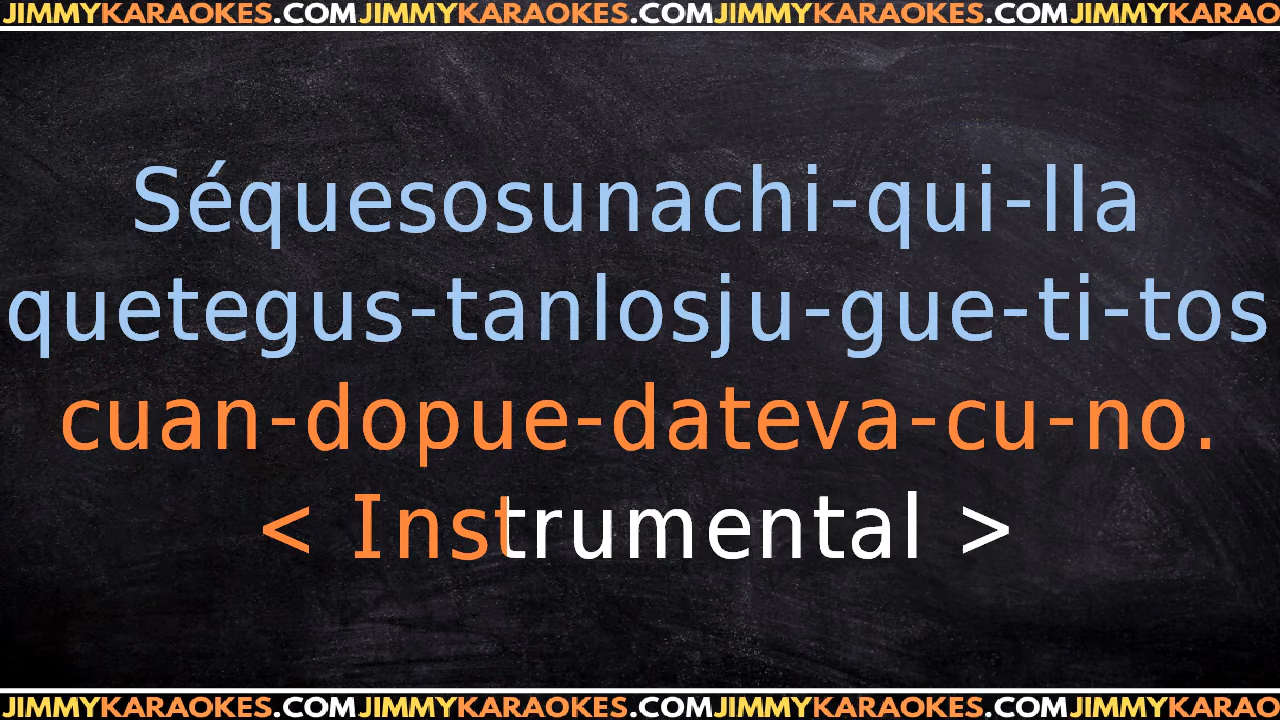 JIMMYKARAOKES.COMJIMMYKARAOKES.COMJIMMYKARAOKES.COMJIMMYKARAO
Séquesosunachi-qui-lla
quetegus-tanlosju-gue-ti-tos
cuan-dopue-dateva-cu-no.
< Instrumental >
JIMMYKARAOKES.COMJIMMYKARAOKES.COMJIMMYKARAOKES.COMJIMMYKARAO